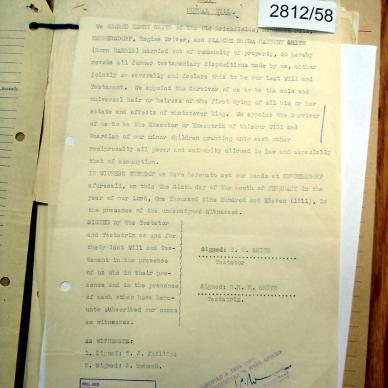 2812/58
MUTUAL WILL
We GEORGE HENRY SMITH of the Old Brickfields,
Engine Driver, and BLANCHE HARRIET SMITH
(born HARRIS) married out of community of property, do hereby
revoke all former testamentary dispositions made by us, either
jointly or severally and declare this to be our last Will and
Testament. We appoint the Survivor of us to be the sole and
universal heir or heiress of the first dying of all his or her
estate and effects of whatsoever king. We appoint the Survivor
of us to be the Executor or Executrix of this our Will and
Guardian of our minor children granting unto each other
reciprocally all power and authority allowed in law and especially
that of assumption.
IN WITNESS WHEREOF we have hereunto set our hands at
aforesaid, on this the Sixth day of the month of FEBRUARY in the
year of our Lord, One Thousand Nine Hundred and Eleven (1911), in
the presence of the undersigned witnesses.
SIGNED by the Testator
and Testatrix as and for
their last Will and Tes-
tament in the presence
of us who in their pre-
sence and in the presence
of each other have here-
unto subscribed our names
as witnesses.
Signed: G. H. SMITH
Testator
Signed: B.R. H. SMITH
Testatrix.
AS WITNESSES:
1. Signed: T. J. Phillips
2. Signed: J.